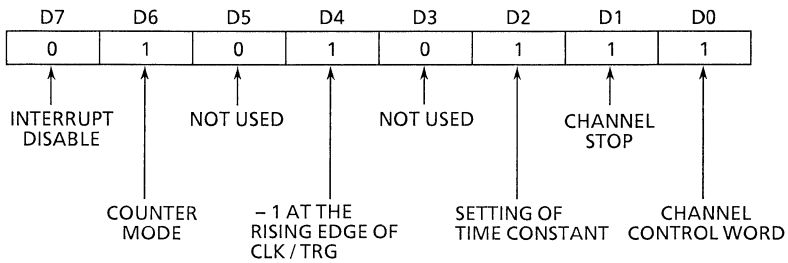 D7 D6 D5 D4 D3 D2 D1 D0
0 1 0 1 0 1 1 1
INTERRUPT
DISABLE
NOT USED
NOT USED
CHANNEL
STOP
COUNTER
MODE
– 1 AT THE
RISING EDGE OF
CLK / TRG
SETTING OF
TIME CONSTANT
CHANNEL
CONTROL WORD